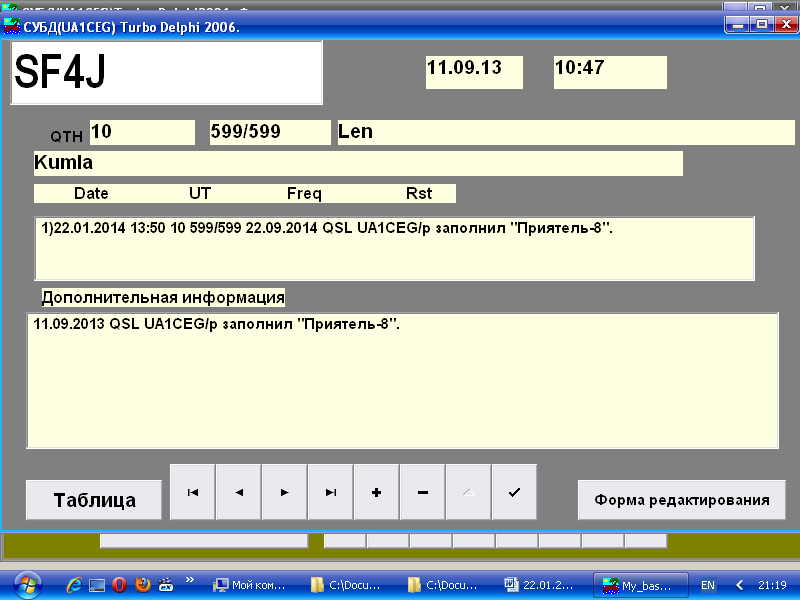 СУБД(UA1CEG) Turbo Delphi 2006.
SF4J
11.09.13
10:47
QTH
10
599/599
Len
Kumla
Date UT Freq Rst
1)22.01.2014 13:50 10 599/599 22.09.2014 QSL UA1CEG/p заполнил "Приятель-8".
Дополнительная информация
11.09.2013 QSL UA1CEG/p заполнил "Приятель-8".
Таблица
Форма редактирования
Мой ком...
C:\Docu...
C:\Docu...
22.01.2...
My_bas...
EN
21:19